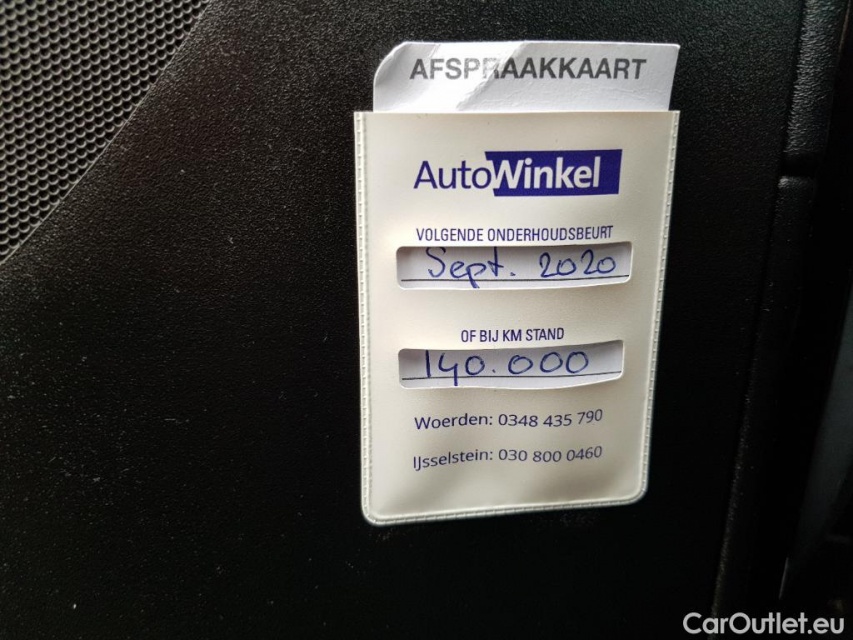 AFSPRAAKKAART
AutoWinkel
VOLGENDE ONDERHOUDSBEURT
Sept. 2020
OF BIJ KM STAND
140.000
Woerden: 0348 435 790
IJsselstein: 030 800 0460
CarOutlet.eu